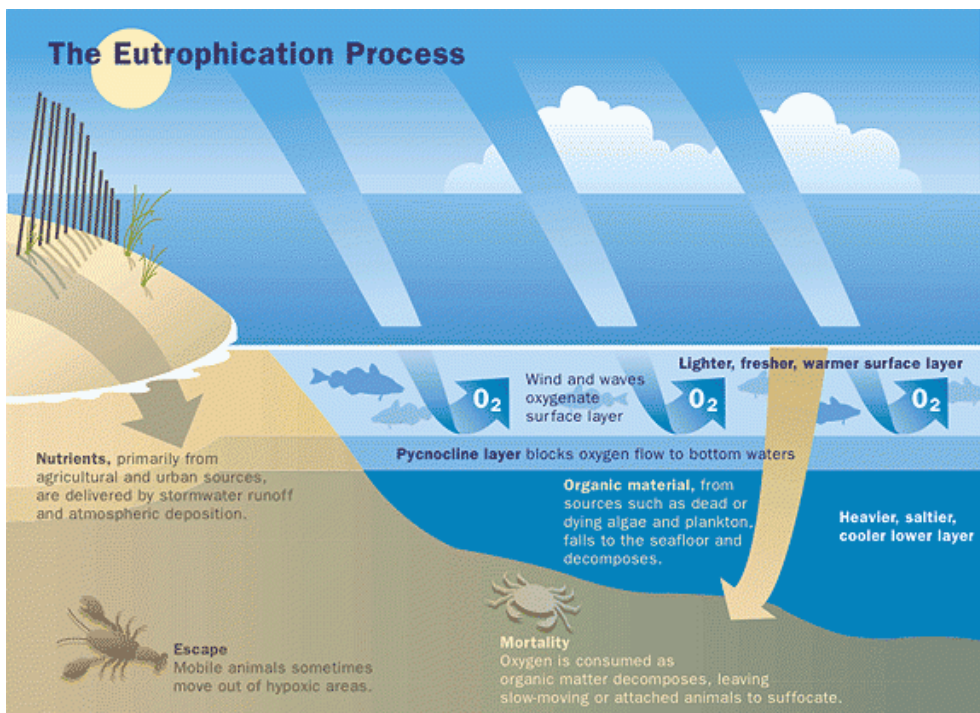 The Eutrophication Process
Lighter, fresher, warmer surface layer
Wind and waves
oxygenate
surface layer
O2
O2
O2
Pycnocline layer blocks oxygen flow to bottom waters
Nutrients, primarily from
agricultural and urban sources,
are delivered by stormwater runoff
and atmospheric deposition.
Organic material, from
sources such as dead or
dying algae and plankton,
falls to the seafloor and
decomposes.
Heavier, saltier,
cooler lower layer
Escape
Mobile animals sometimes
move out of hypoxic areas.
Mortality
Oxygen is consumed as
organic matter decomposes, leaving
slow-moving or attached animals to suffocate.